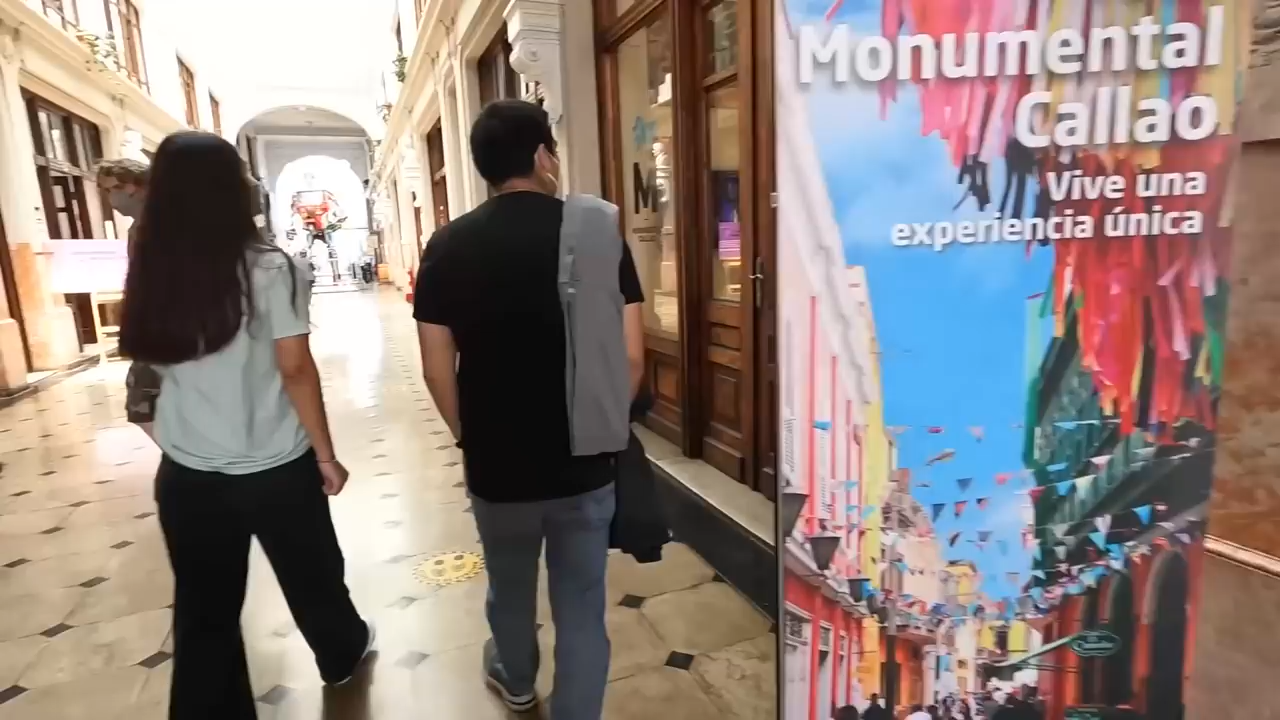 Monumental
Callao
Vive una
experiencia única
M